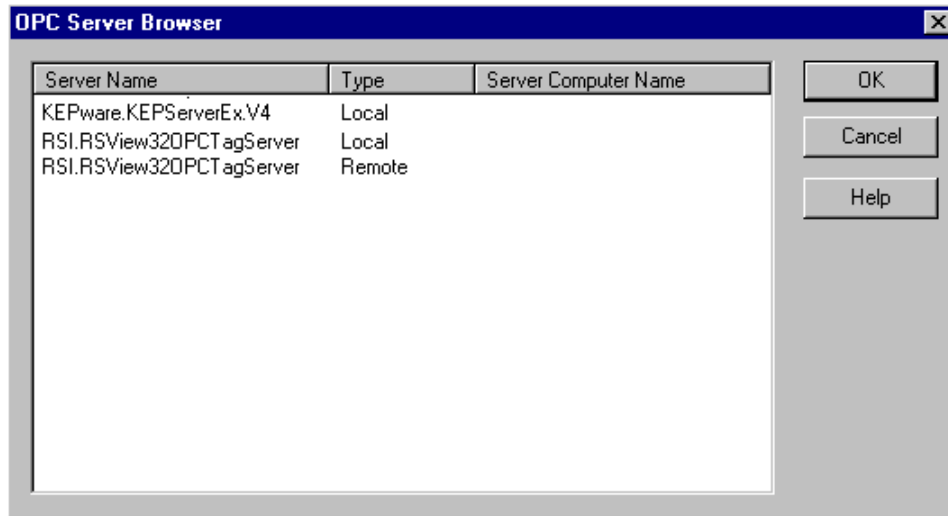 OPC Server Browser
Server Name Type Server Computer Name
KEPware.KEPServerEx.V4 Local
RSI.RSView32OPCTagServer Local
RSI.RSView32OPCTagServer Remote
OK
Cancel
Help